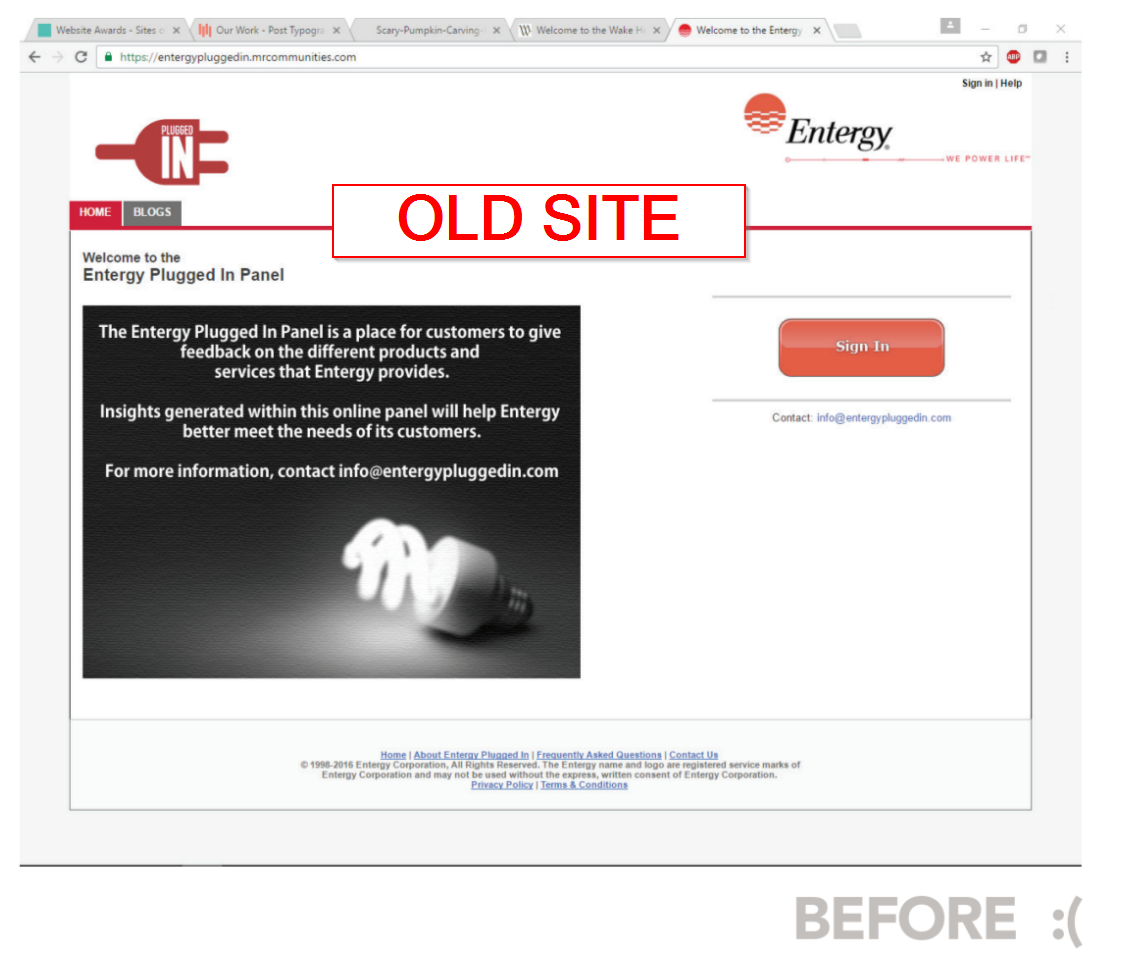 Website Awards - Sites o
Our Work - Post Typogra
Scary-Pumpkin-Carving-
Welcome to the Wake H
Welcome to the Entergy
https://entergypluggedin.mrcommunities.com
ABP
Sign in | Help
PLUGGED
IN
Entergy
WE POWER LIFE℠
OLD SITE
HOME
BLOGS
Welcome to the
Entergy Plugged In Panel
The Entergy Plugged In Panel is a place for customers to give
feedback on the different products and
services that Entergy provides.
Insights generated within this online panel will help Entergy
better meet the needs of its customers.
For more information, contact info@entergypluggedin.com
Sign In
Contact: info@entergypluggedin.com
Home | About Entergy Plugged In | Frequently Asked Questions | Contact Us
© 1998-2016 Entergy Corporation, All Rights Reserved. The Entergy name and logo are registered service marks of
Entergy Corporation and may not be used without the express, written consent of Entergy Corporation.
Privacy Policy | Terms & Conditions
BEFORE :(